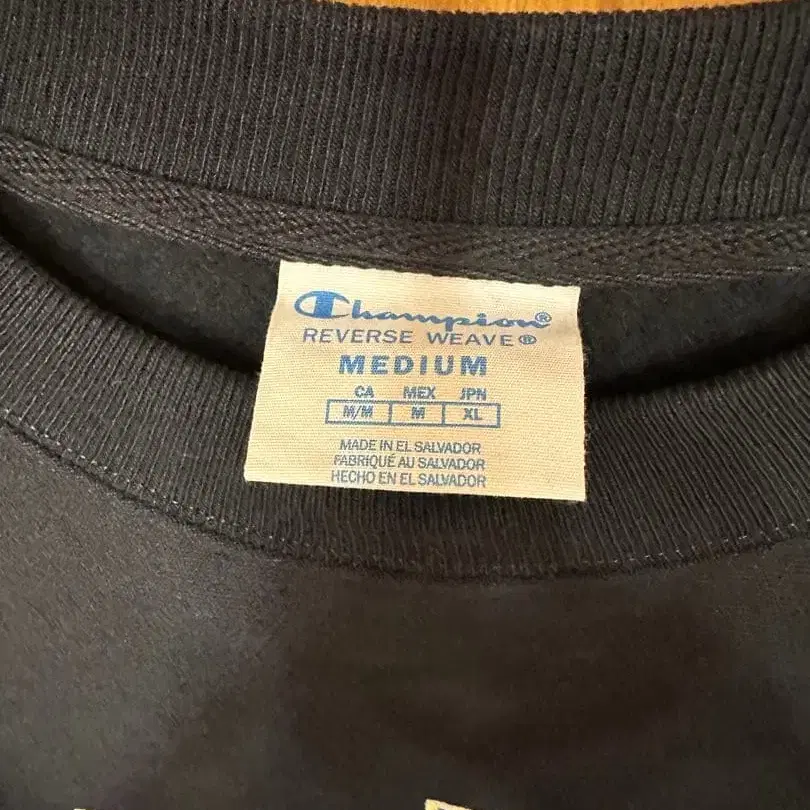 Champion®
REVERSE WEAVE®
MEDIUM
CA MEX JPN
M/M M XL
MADE IN EL SALVADOR
FABRIQUÉ AU SALVADOR
HECHO EN EL SALVADOR